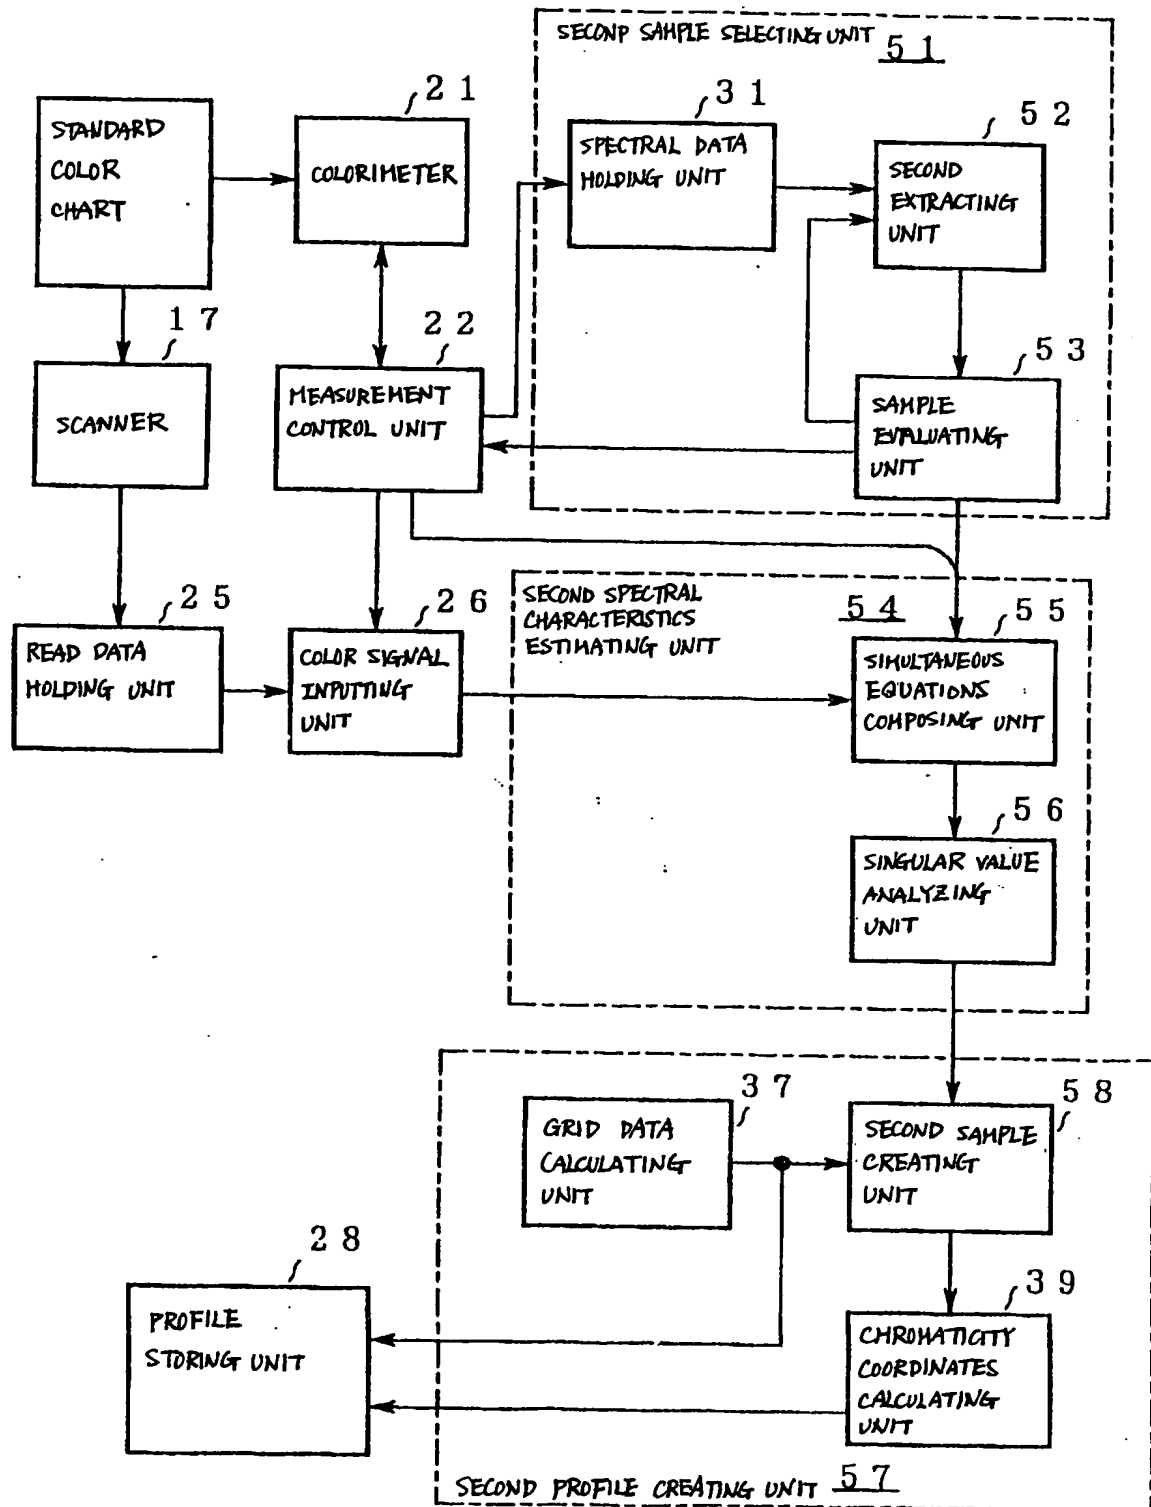 SECOND SAMPLE SELECTING UNIT 51
21
31
52
STANDARD
COLOR
CHART
COLORIMETER
SPECTRAL DATA
HOLDING UNIT
SECOND
EXTRACTING
UNIT
17
22
53
SCANNER
MEASUREMENT
CONTROL UNIT
SAMPLE
EVALUATING
UNIT
25
26
SECOND SPECTRAL
CHARACTERISTICS
ESTIMATING UNIT
54
55
READ DATA
HOLDING UNIT
COLOR SIGNAL
INPUTTING
UNIT
SIMULTANEOUS
EQUATIONS
COMPOSING UNIT
56
SINGULAR VALUE
ANALYZING
UNIT
37
58
GRID DATA
CALCULATING
UNIT
SECOND SAMPLE
CREATING
UNIT
28
39
PROFILE
STORING UNIT
CHROMATICITY
COORDINATES
CALCULATING
UNIT
SECOND PROFILE CREATING UNIT 57